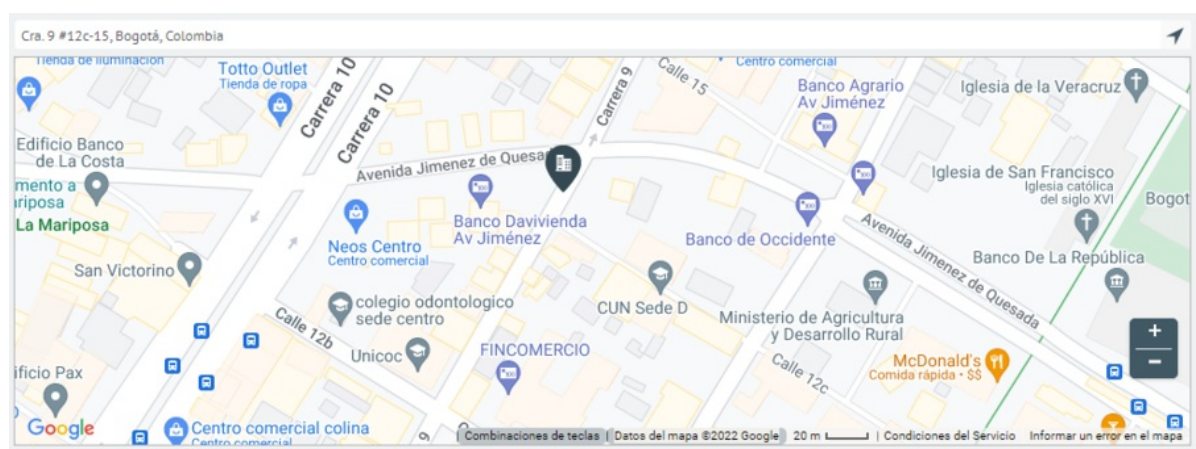 Cra. 9 #12c-15, Bogotá, Colombia
Tienda de iluminación
Totto Outlet
Tienda de ropa
Carrera 10
Carrera 10
Carrera 9
Calle 15
Centro comercial
Banco Agrario
Av Jiménez
Iglesia de la Veracruz
Edificio Banco
de La Costa
mento a
ariposa
La Mariposa
Avenida Jimenez de Quesada
Iglesia de San Francisco
Iglesia católica
del siglo XVI
Bogot
Banco Davivienda
Av Jiménez
Neos Centro
Centro comercial
Banco de Occidente
Avenida Jimenez de Quesada
Banco De La República
San Victorino
colegio odontologico
sede centro
CUN Sede D
Ministerio de Agricultura
y Desarrollo Rural
Calle 12b
Unicoc
FINCOMERCIO
Calle 12c
McDonald's
Comida rápida • $$
+
−
ificio Pax
Google
Centro comercial colina
Centro comercial
Combinaciones de teclas
Datos del mapa ©2022 Google
20 m
Condiciones del Servicio
Informar un error en el mapa